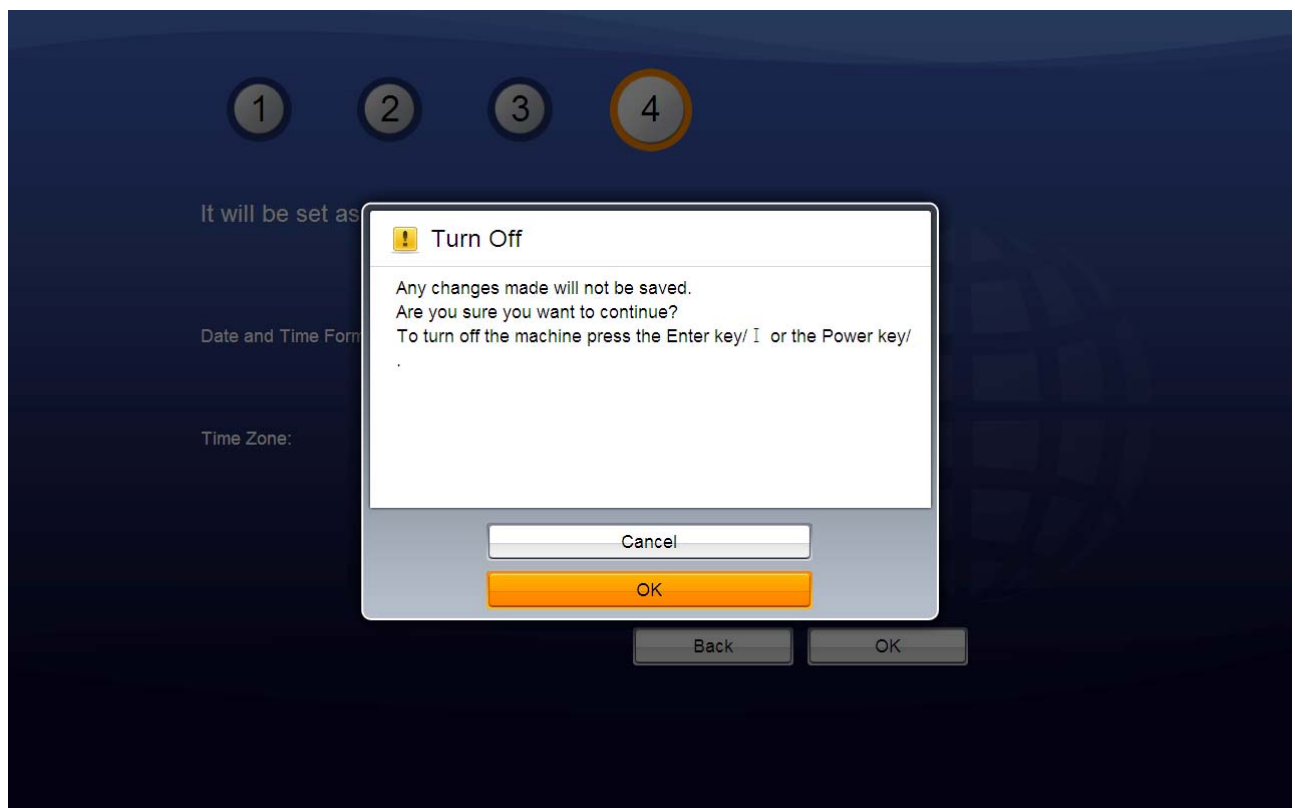 1 2 3 4
It will be set as
Turn Off
Any changes made will not be saved.
Are you sure you want to continue?
To turn off the machine press the Enter key/ I or the Power key/
.
Date and Time Form
Time Zone:
Cancel
OK
Back OK